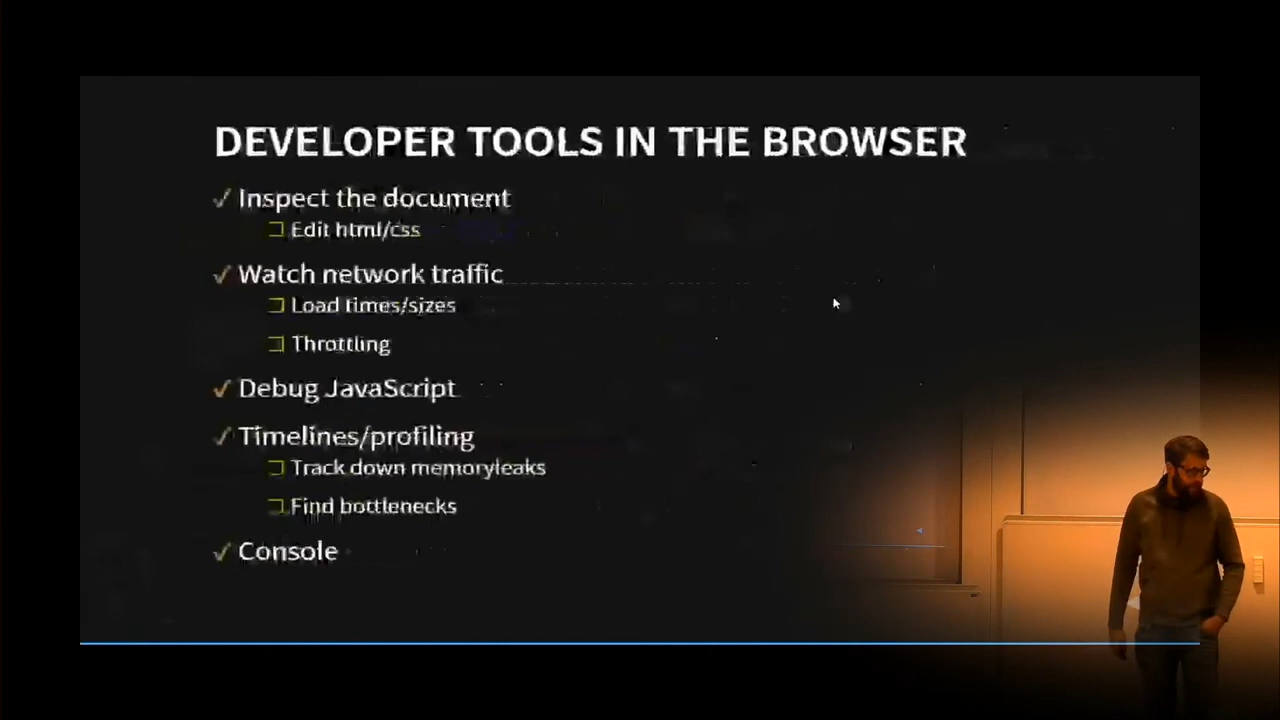 DEVELOPER TOOLS IN THE BROWSER
Inspect the document
Edit html/css
Watch network traffic
Load times/sizes
Throttling
Debug JavaScript
Timelines/profiling
Track down memoryleaks
Find bottlenecks
Console